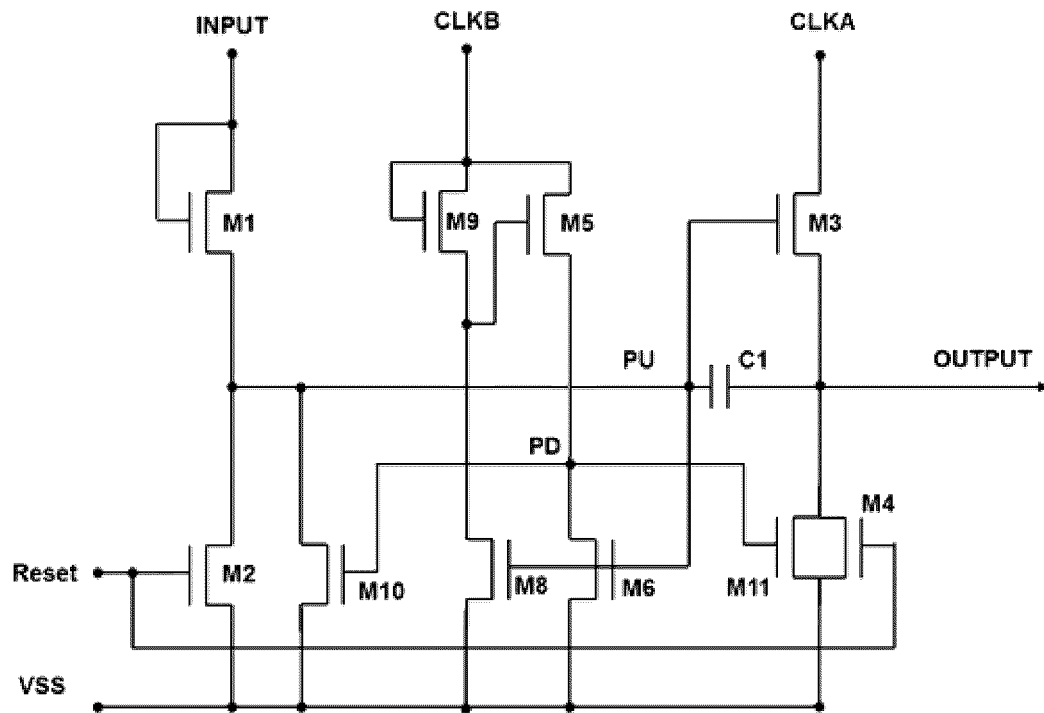 INPUT
CLKB
CLKA
M1
M9
M5
M3
PU
C1
OUTPUT
PD
M4
Reset
M2
M10
M8
M6
M11
VSS